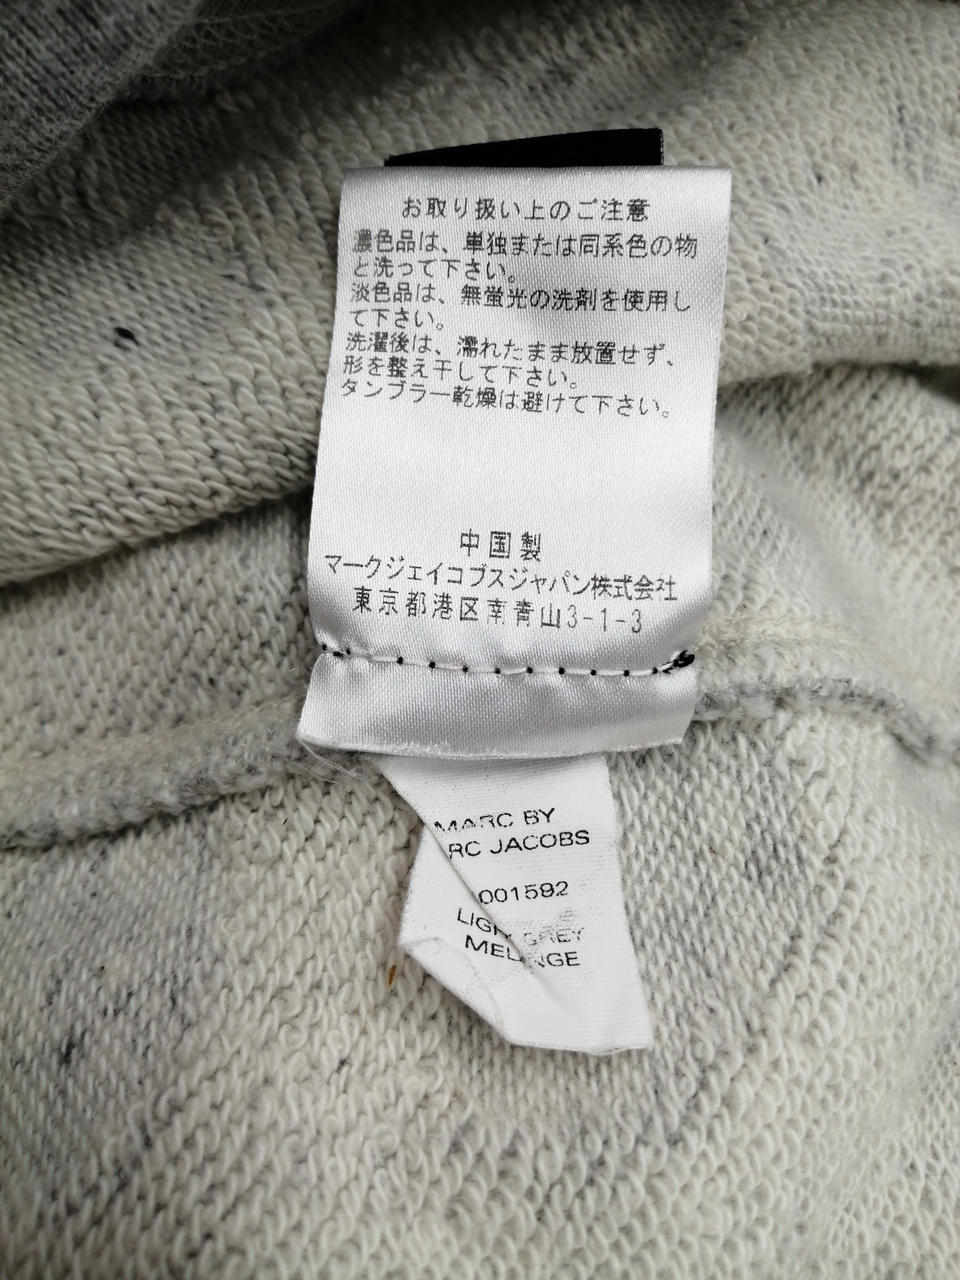 お取り扱い上のご注意
濃色品は、単独または同系色の物
と洗って下さい。
淡色品は、無蛍光の洗剤を使用し
て下さい。
洗濯後は、濡れたまま放置せず、
形を整え干して下さい。
タンブラー乾燥は避けて下さい。
中国製
マークジェイコブスジャパン株式会社
東京都港区南青山3-1-3
MARC BY
RC JACOBS
001592
LIGH GREY
MELANGE